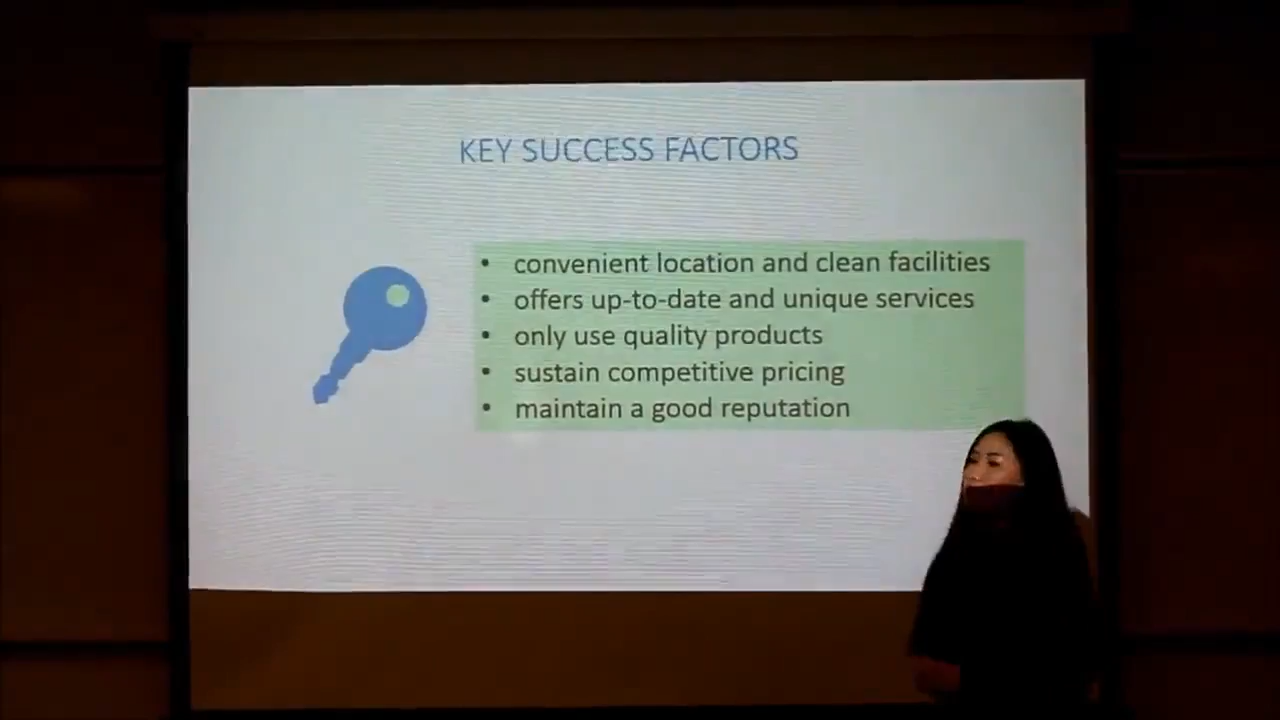 KEY SUCCESS FACTORS
• convenient location and clean facilities
• offers up-to-date and unique services
• only use quality products
• sustain competitive pricing
• maintain a good reputation